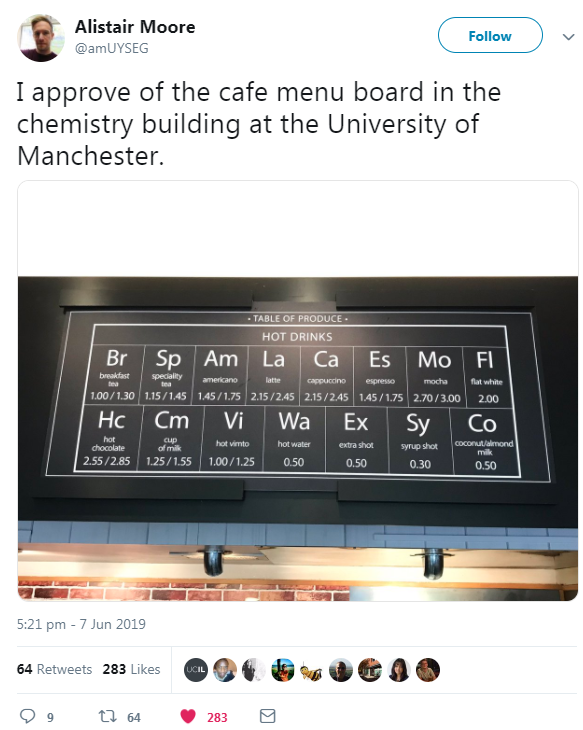 Alistair Moore
@amUYSEG
Follow
I approve of the cafe menu board in the
chemistry building at the University of
Manchester.
• TABLE OF PRODUCE •
HOT DRINKS
Br Sp Am La Ca Es Mo Fl
breakfast tea speciality tea americano latte cappuccino espresso mocha flat white
1.00/1.30 1.15/1.45 1.45/1.75 2.15/2.45 2.15/2.45 1.45/1.75 2.70/3.00 2.00
Hc Cm Vi Wa Ex Sy Co
hot chocolate cup of milk hot vimto hot water extra shot syrup shot coconut/almond milk
2.55/2.85 1.25/1.55 1.00/1.25 0.50 0.50 0.30 0.50
5:21 pm - 7 Jun 2019
64 Retweets 283 Likes
UCIL
9 64 283